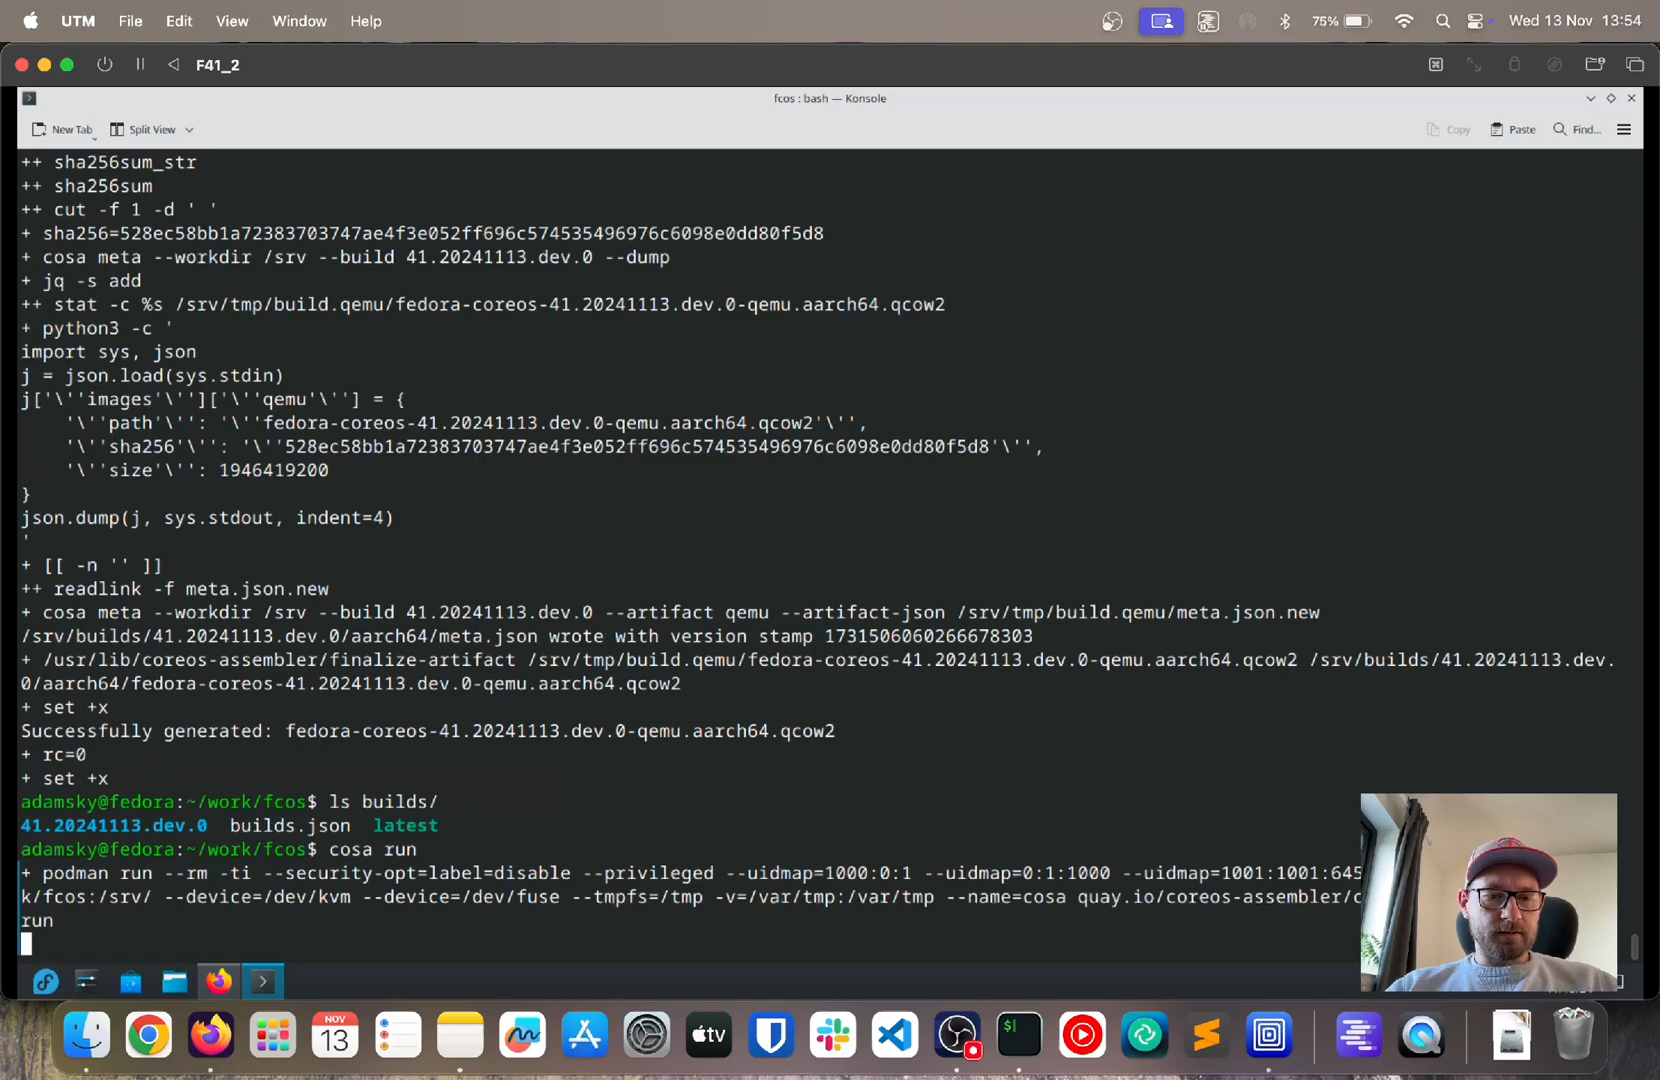 UTM File Edit View Window Help
75% Wed 13 Nov 13:54
F41_2
fcos : bash — Konsole
New Tab Split View Copy Paste Find...
++ sha256sum_str
++ sha256sum
++ cut -f 1 -d ' '
+ sha256=528ec58bb1a72383703747ae4f3e052ff696c574535496976c6098e0dd80f5d8
+ cosa meta --workdir /srv --build 41.20241113.dev.0 --dump
+ jq -s add
++ stat -c %s /srv/tmp/build.qemu/fedora-coreos-41.20241113.dev.0-qemu.aarch64.qcow2
+ python3 -c '
import sys, json
j = json.load(sys.stdin)
j['\''images'\'']['\''qemu'\''] = {
    '\''path'\'': '\''fedora-coreos-41.20241113.dev.0-qemu.aarch64.qcow2'\'',
    '\''sha256'\'': '\''528ec58bb1a72383703747ae4f3e052ff696c574535496976c6098e0dd80f5d8'\'',
    '\''size'\'': 1946419200
}
json.dump(j, sys.stdout, indent=4)
'
+ [[ -n '' ]]
++ readlink -f meta.json.new
+ cosa meta --workdir /srv --build 41.20241113.dev.0 --artifact qemu --artifact-json /srv/tmp/build.qemu/meta.json.new
/srv/builds/41.20241113.dev.0/aarch64/meta.json wrote with version stamp 1731506060266678303
+ /usr/lib/coreos-assembler/finalize-artifact /srv/tmp/build.qemu/fedora-coreos-41.20241113.dev.0-qemu.aarch64.qcow2 /srv/builds/41.20241113.dev.
0/aarch64/fedora-coreos-41.20241113.dev.0-qemu.aarch64.qcow2
+ set +x
Successfully generated: fedora-coreos-41.20241113.dev.0-qemu.aarch64.qcow2
+ rc=0
+ set +x
adamsky@fedora:~/work/fcos$ ls builds/
41.20241113.dev.0 builds.json latest
adamsky@fedora:~/work/fcos$ cosa run
+ podman run --rm -ti --security-opt=label=disable --privileged --uidmap=1000:0:1 --uidmap=0:1:1000 --uidmap=1001:1001:645
k/fcos:/srv/ --device=/dev/kvm --device=/dev/fuse --tmpfs=/tmp -v=/var/tmp:/var/tmp --name=cosa quay.io/coreos-assembler/c
run
NOV
13
tv
$